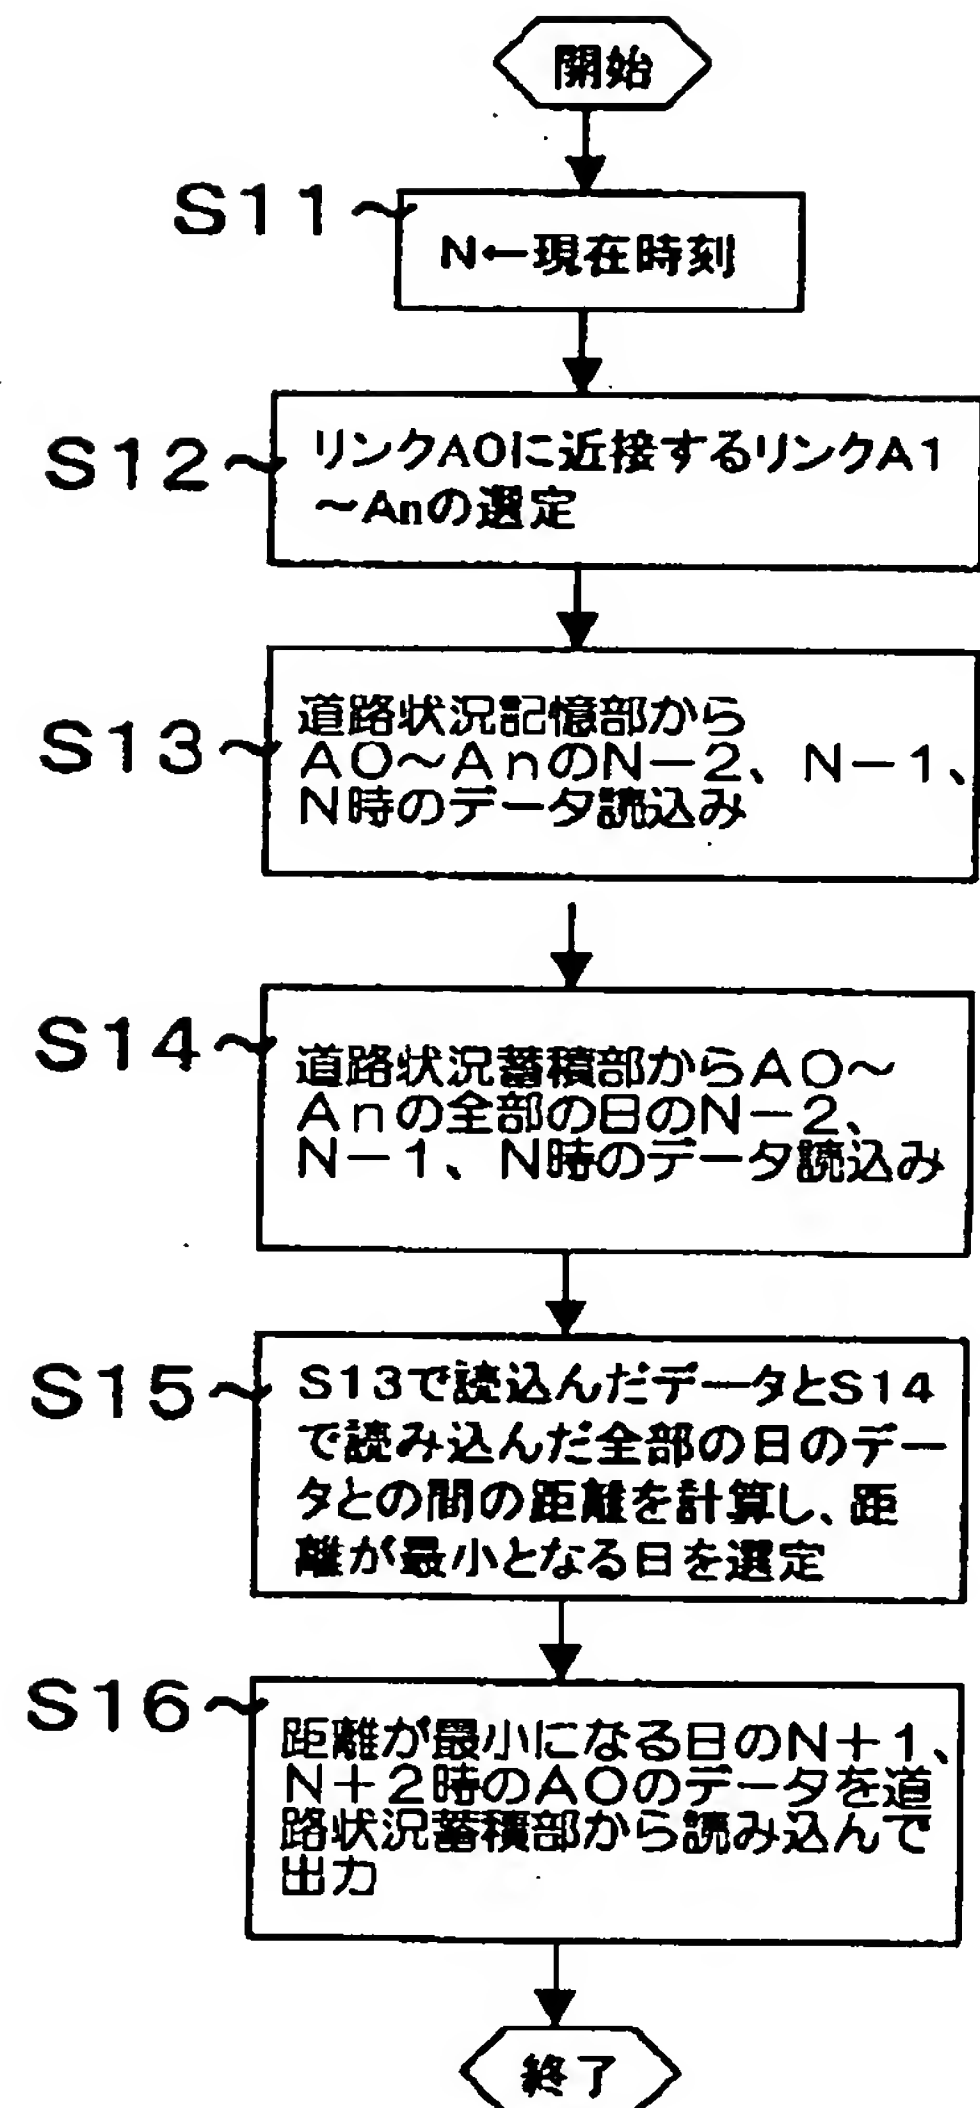 開始
S11
N←現在時刻
S12
リンクA0に近接するリンクA1
～Anの選定
S13
道路状況記憶部から
A0～AnのN－2、N－1、
N時のデータ読込み
S14
道路状況蓄積部からA0～
Anの全部の日のN－2、
N－1、N時のデータ読込み
S15
S13で読込んだデータとS14
で読み込んだ全部の日のデー
タとの間の距離を計算し、距
離が最小となる日を選定
S16
距離が最小になる日のN＋1、
N＋2時のA0のデータを道
路状況蓄積部から読み込んで
出力
終了